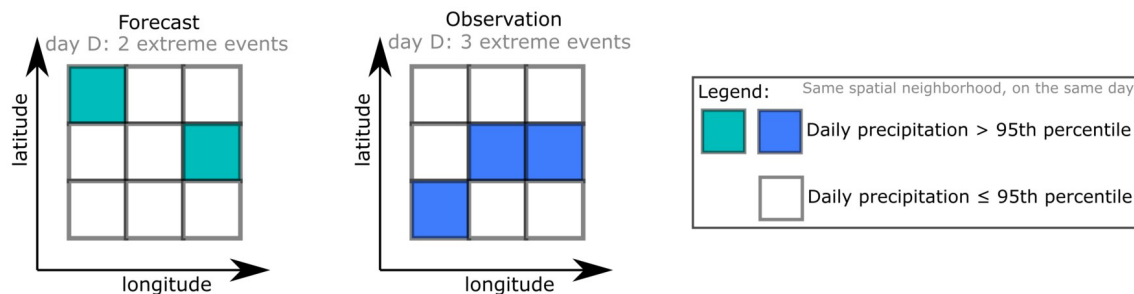 Forecast
day D: 2 extreme events
latitude
longitude
Observation
day D: 3 extreme events
latitude
longitude
Legend:
Same spatial neighborhood, on the same day
Daily precipitation > 95th percentile
Daily precipitation ≤ 95th percentile